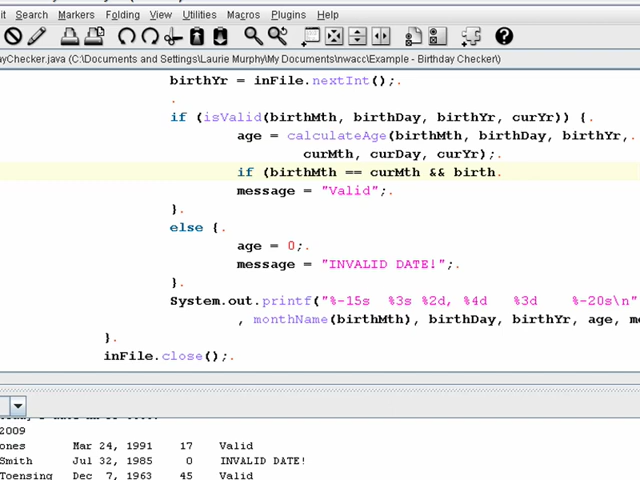 it Search Markers Folding View Utilities Macros Plugins Help
ayChecker.java (C:\Documents and Settings\Laurie Murphy\My Documents\nwacc\Example - Birthday Checker\)
birthYr = inFile.nextInt();.
.
if (isValid(birthMth, birthDay, birthYr, curYr)) {.
age = calculateAge(birthMth, birthDay, birthYr,.
curMth, curDay, curYr);.
if (birthMth == curMth && birth.
message = "Valid";.
}.
else {.
age = 0;.
message = "INVALID DATE!";.
}.
System.out.printf("%-15s %3s %2d, %4d %3d %-20s\n"
, monthName(birthMth), birthDay, birthYr, age, me
}.
inFile.close();.
2009
ones Mar 24, 1991 17 Valid
Smith Jul 32, 1985 0 INVALID DATE!
Toensing Dec 7, 1963 45 Valid